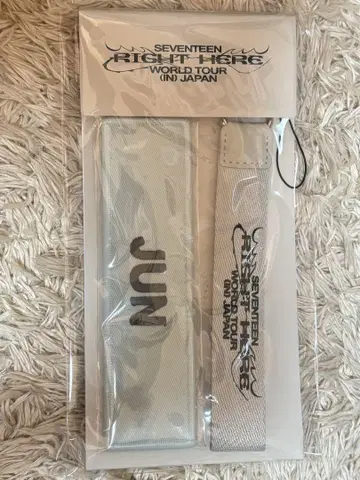 SEVENTEEN
RIGHT HERE
WORLD TOUR
(IN) JAPAN
JUN
SEVENTEEN
RIGHT HERE
WORLD TOUR
(IN) JAPAN